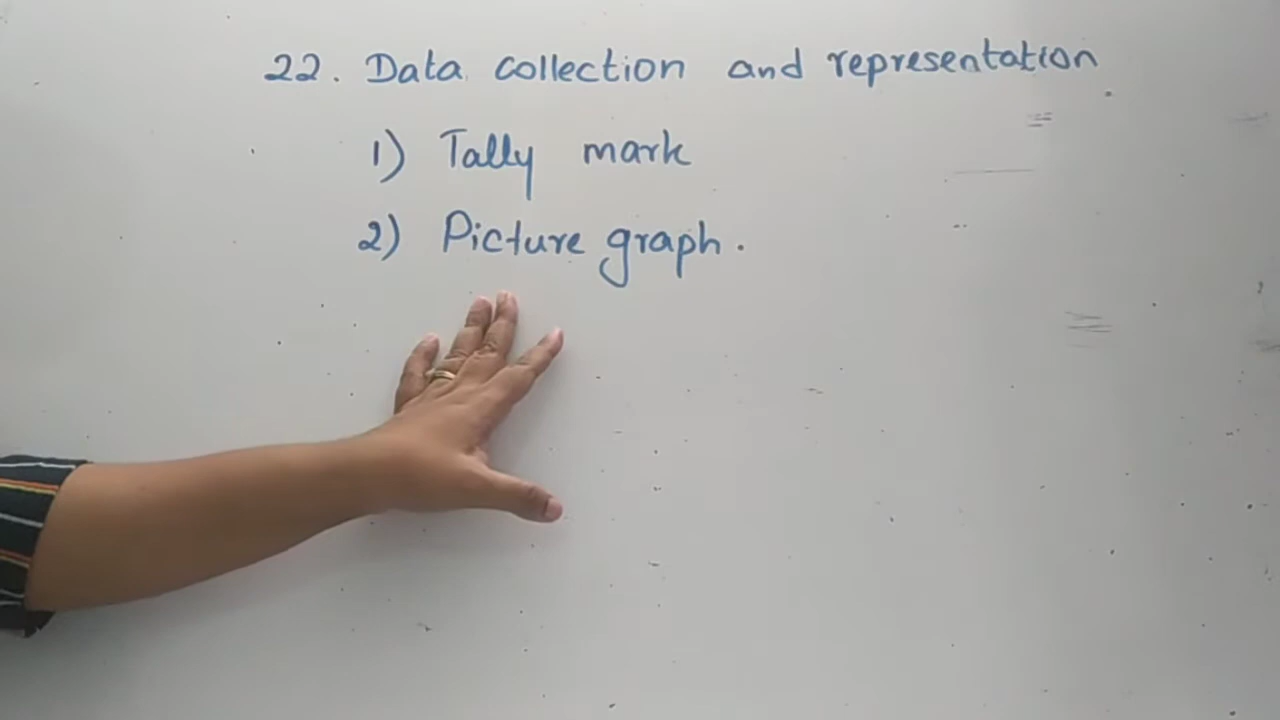 22. Data collection and representation
1) Tally mark
2) Picture graph.